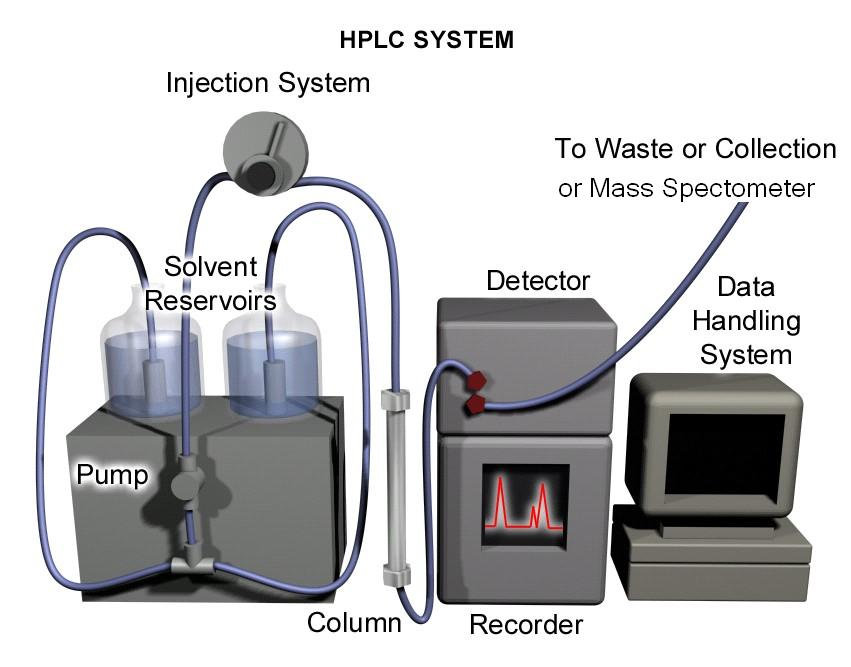 HPLC SYSTEM
Injection System
To Waste or Collection
or Mass Spectometer
Solvent
Reservoirs
Detector
Data
Handling
System
Pump
Column
Recorder